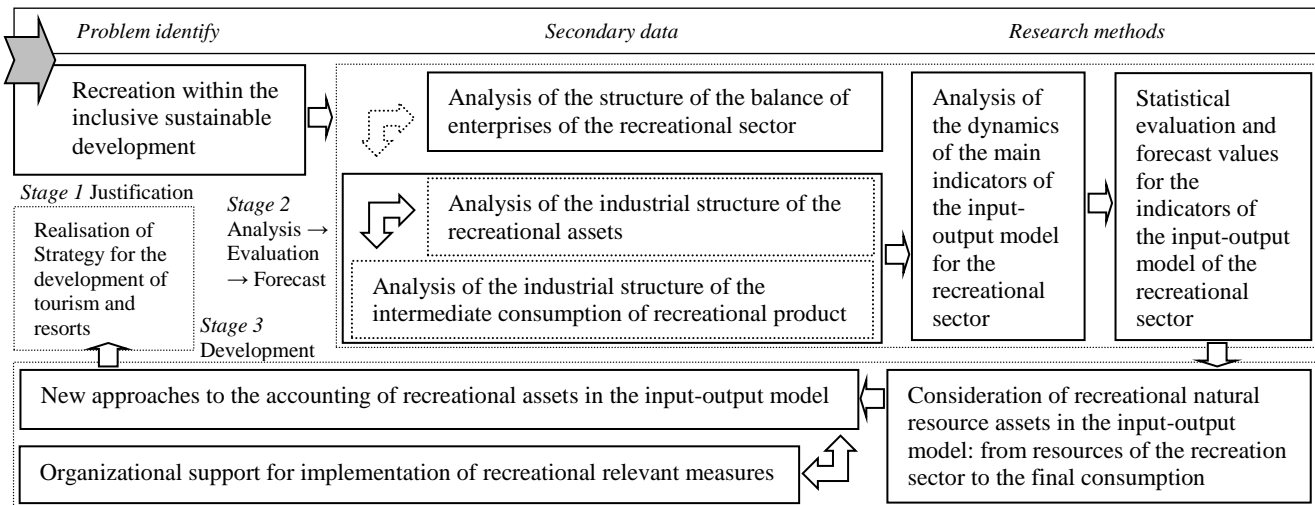 Problem identify
Secondary data
Research methods
Recreation within the
inclusive sustainable
development
Analysis of the structure of the balance of
enterprises of the recreational sector
Analysis of the industrial structure of the
recreational assets
Analysis of the industrial structure of the
intermediate consumption of recreational product
Analysis of
the dynamics
of the main
indicators of
the input-
output model
for the
recreational
sector
Statistical
evaluation and
forecast values
for the
indicators of
the input-output
model of the
recreational
sector
Stage 1 Justification
Realisation of
Strategy for the
development of
tourism and
resorts
Stage 2
Analysis →
Evaluation
→ Forecast
Stage 3
Development
New approaches to the accounting of recreational assets in the input-output model
Organizational support for implementation of recreational relevant measures
Consideration of recreational natural
resource assets in the input-output
model: from resources of the recreation
sector to the final consumption